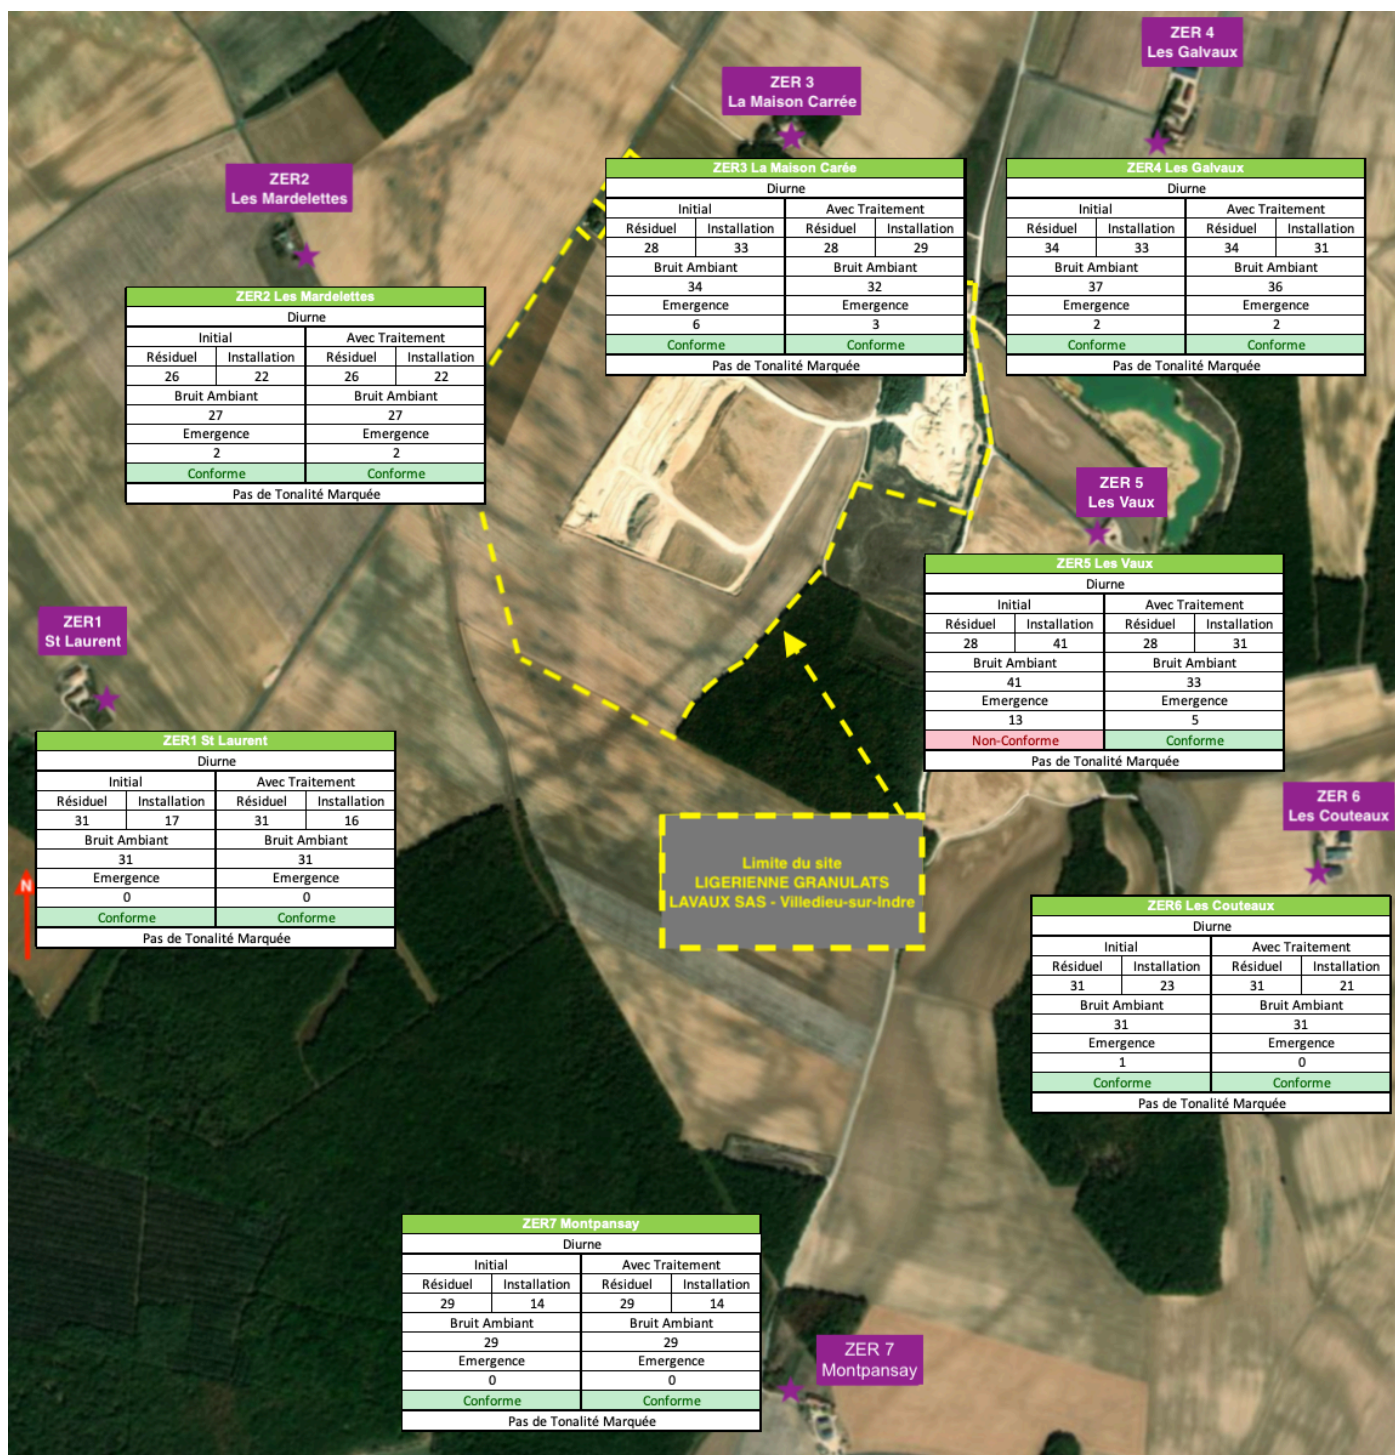 ZER 4
Les Galvaux
ZER 3
La Maison Carrée
ZER2
Les Mardelettes
ZER3 La Maison Carée
Diurne
Initial Avec Traitement
Résiduel Installation Résiduel Installation
28 33 28 29
Bruit Ambiant Bruit Ambiant
34 32
Emergence Emergence
6 3
Conforme Conforme
Pas de Tonalité Marquée
ZER4 Les Galvaux
Diurne
Initial Avec Traitement
Résiduel Installation Résiduel Installation
34 33 34 31
Bruit Ambiant Bruit Ambiant
37 36
Emergence Emergence
2 2
Conforme Conforme
Pas de Tonalité Marquée
ZER2 Les Mardelettes
Diurne
Initial Avec Traitement
Résiduel Installation Résiduel Installation
26 22 26 22
Bruit Ambiant Bruit Ambiant
27 27
Emergence Emergence
2 2
Conforme Conforme
Pas de Tonalité Marquée
ZER 5
Les Vaux
ZER5 Les Vaux
Diurne
Initial Avec Traitement
Résiduel Installation Résiduel Installation
28 41 28 31
Bruit Ambiant Bruit Ambiant
41 33
Emergence Emergence
13 5
Non-Conforme Conforme
Pas de Tonalité Marquée
ZER1
St Laurent
ZER1 St Laurent
Diurne
Initial Avec Traitement
Résiduel Installation Résiduel Installation
31 17 31 16
Bruit Ambiant Bruit Ambiant
31 31
Emergence Emergence
0 0
Conforme Conforme
Pas de Tonalité Marquée
N
Limite du site
LIGERIENNE GRANULATS
LAVAUX SAS - Villedieu-sur-Indre
ZER 6
Les Couteaux
ZER6 Les Couteaux
Diurne
Initial Avec Traitement
Résiduel Installation Résiduel Installation
31 23 31 21
Bruit Ambiant Bruit Ambiant
31 31
Emergence Emergence
1 0
Conforme Conforme
Pas de Tonalité Marquée
ZER7 Montpansay
Diurne
Initial Avec Traitement
Résiduel Installation Résiduel Installation
29 14 29 14
Bruit Ambiant Bruit Ambiant
29 29
Emergence Emergence
0 0
Conforme Conforme
Pas de Tonalité Marquée
ZER 7
Montpansay